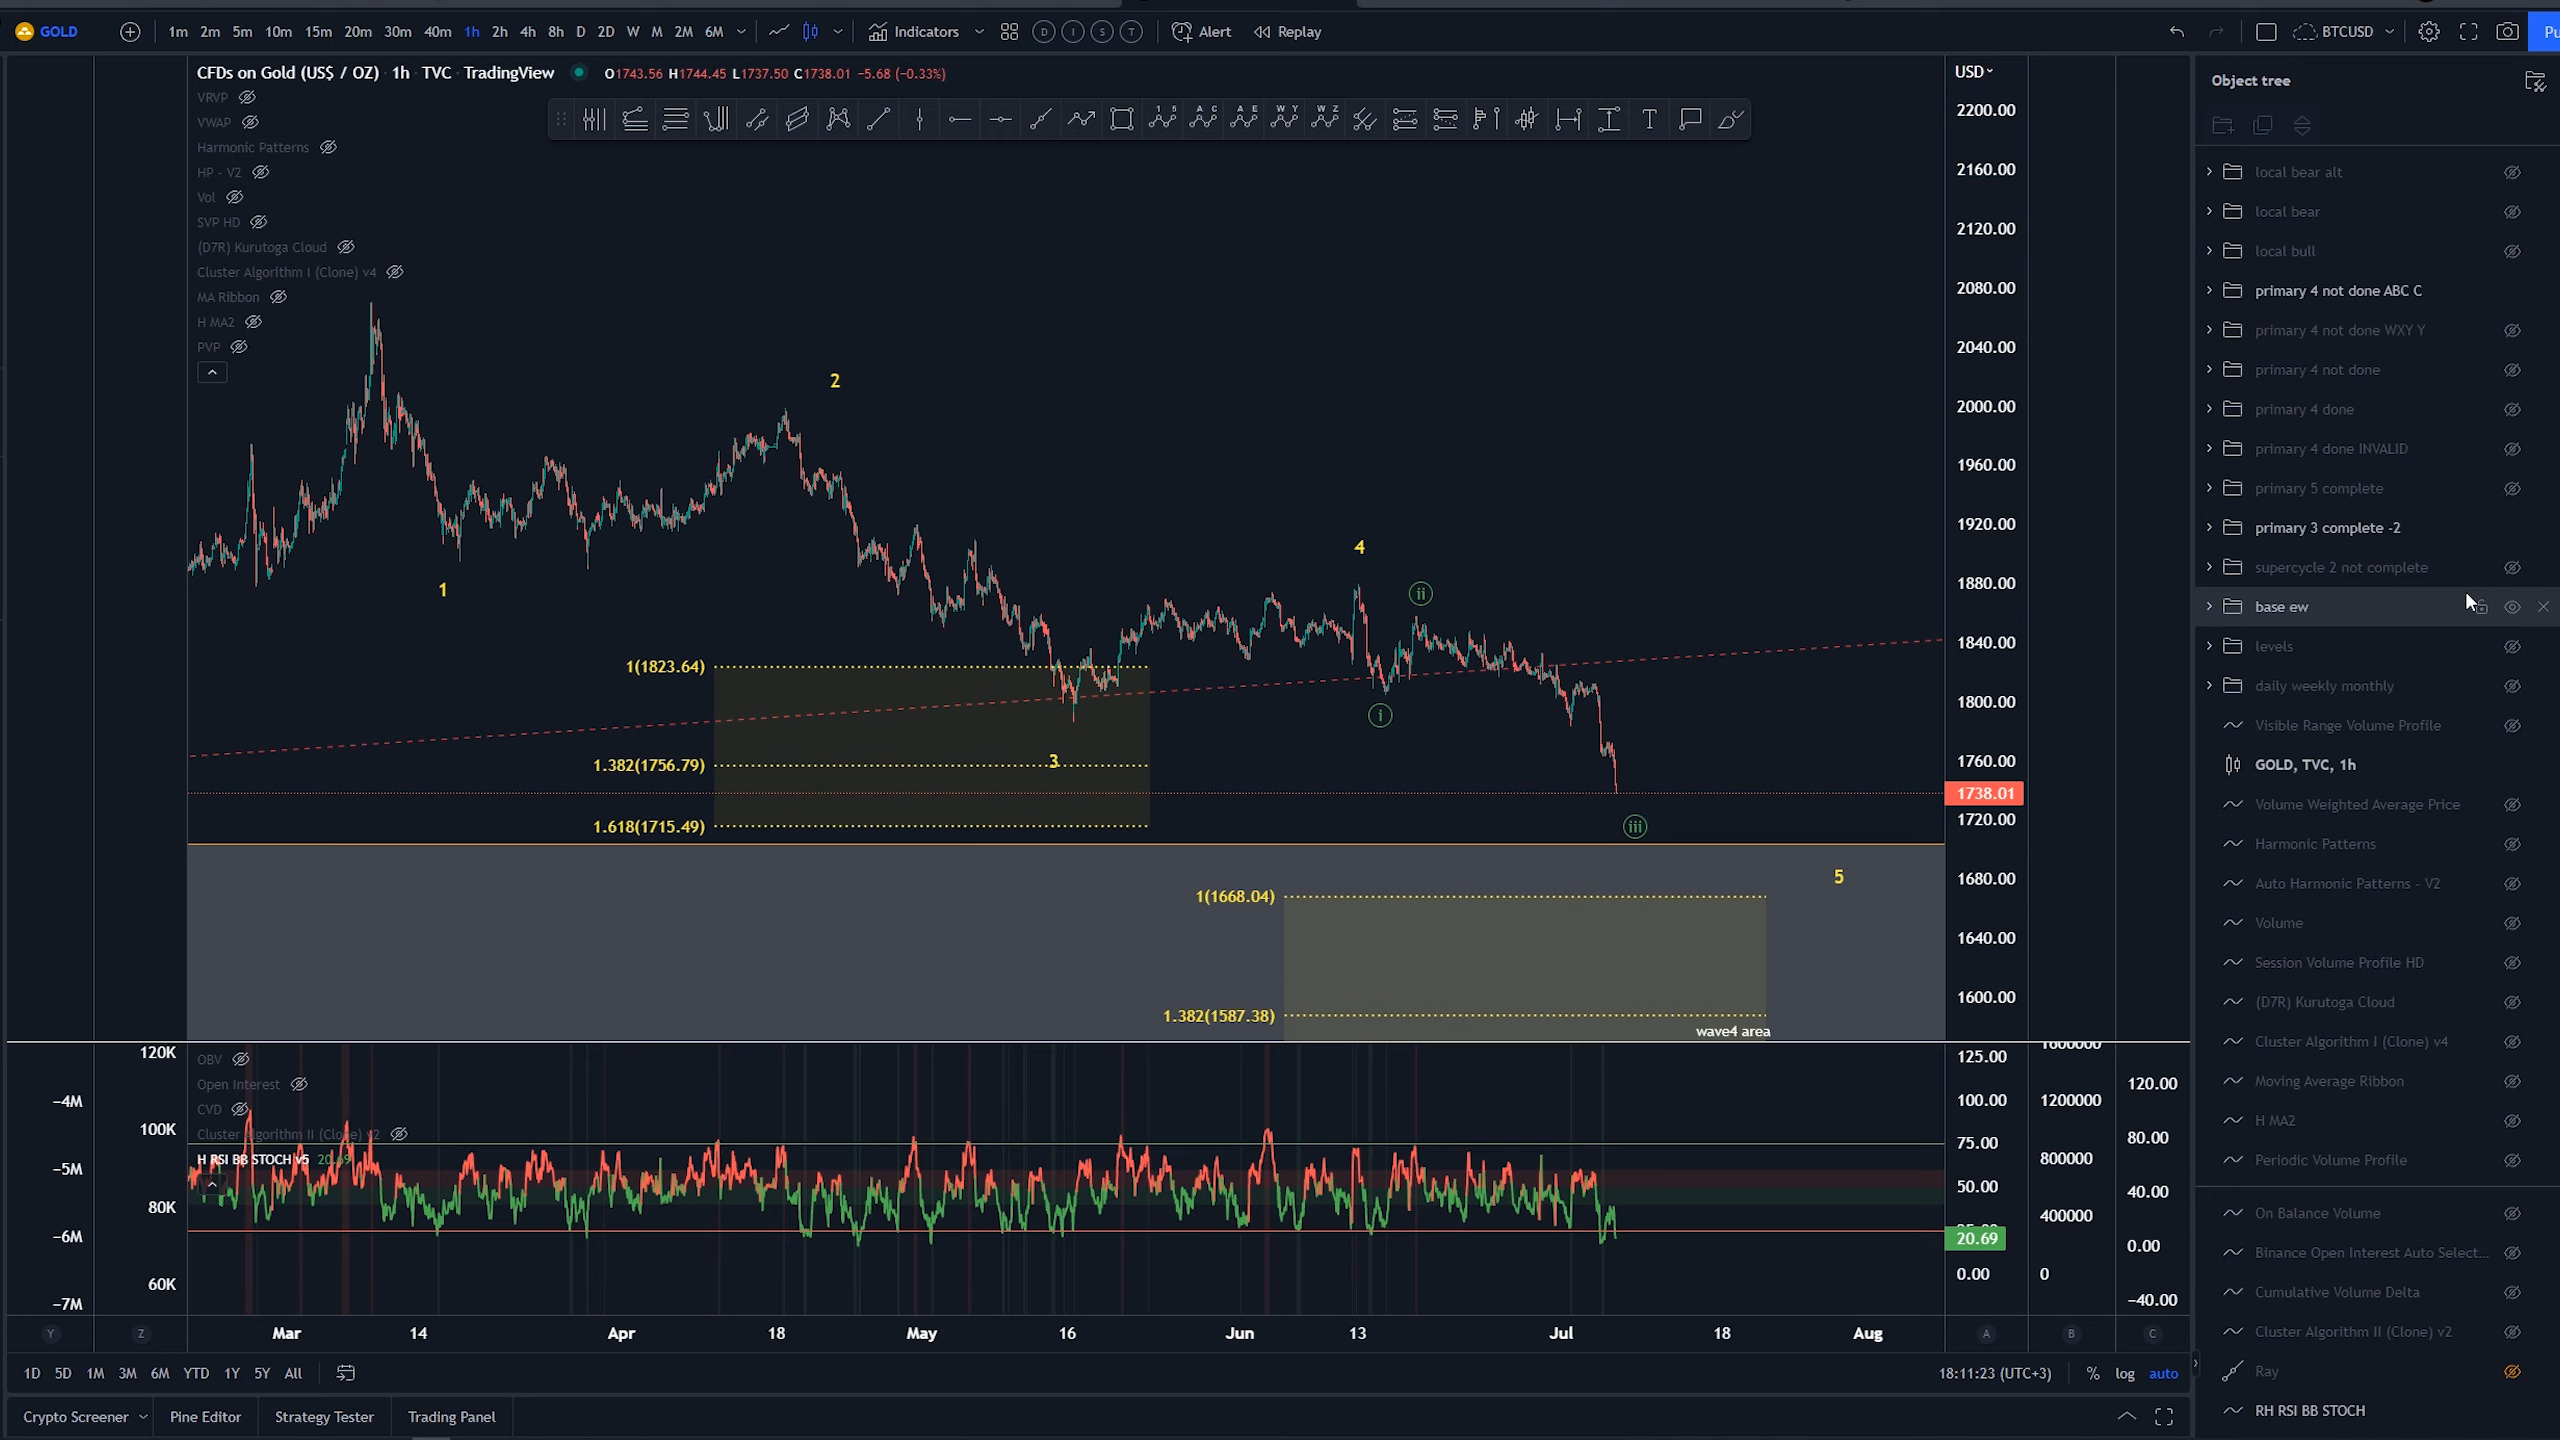 GOLD 1m 2m 5m 10m 15m 20m 30m 40m 1h 2h 4h 8h D 2D W M 2M 6M Indicators D I S T Alert Replay BTCUSD Pu
CFDs on Gold (US$ / OZ) · 1h · TVC · TradingView O1743.56 H1744.45 L1737.50 C1738.01 −5.68 (−0.33%)
VRVP
VWAP
Harmonic Patterns
HP - V2
Vol
SVP HD
(D7R) Kurutoga Cloud
Cluster Algorithm I (Clone) v4
MA Ribbon
H MA2
PVP
1 5 A C A E W Y W Z T
USD
2200.00
2160.00
2120.00
2080.00
2040.00
2000.00
1960.00
1920.00
1880.00
1840.00
1800.00
1760.00
1738.01
1720.00
1680.00
1640.00
1600.00
2
1
4
ii
1(1823.64)
i
3
1.382(1756.79)
1.618(1715.49)
iii
5
1(1668.04)
1.382(1587.38)
wave4 area
−4M
−5M
−6M
−7M
120K
100K
80K
60K
OBV
Open Interest
CVD
Cluster Algorithm II (Clone) v2
H RSI BB STOCH v5 20.69
125.00
100.00
75.00
50.00
20.69
0.00
1200000
800000
400000
0
120.00
80.00
40.00
0.00
−40.00
Y Z Mar 14 Apr 18 May 16 Jun 13 Jul 18 Aug A B C
1D 5D 1M 3M 6M YTD 1Y 5Y All 18:11:23 (UTC+3) % log auto
Crypto Screener Pine Editor Strategy Tester Trading Panel
Object tree
local bear alt
local bear
local bull
primary 4 not done ABC C
primary 4 not done WXY Y
primary 4 not done
primary 4 done
primary 4 done INVALID
primary 5 complete
primary 3 complete -2
supercycle 2 not complete
base ew
levels
daily weekly monthly
Visible Range Volume Profile
GOLD, TVC, 1h
Volume Weighted Average Price
Harmonic Patterns
Auto Harmonic Patterns - V2
Volume
Session Volume Profile HD
(D7R) Kurutoga Cloud
Cluster Algorithm I (Clone) v4
Moving Average Ribbon
H MA2
Periodic Volume Profile
On Balance Volume
Binance Open Interest Auto Select...
Cumulative Volume Delta
Cluster Algorithm II (Clone) v2
Ray
RH RSI BB STOCH